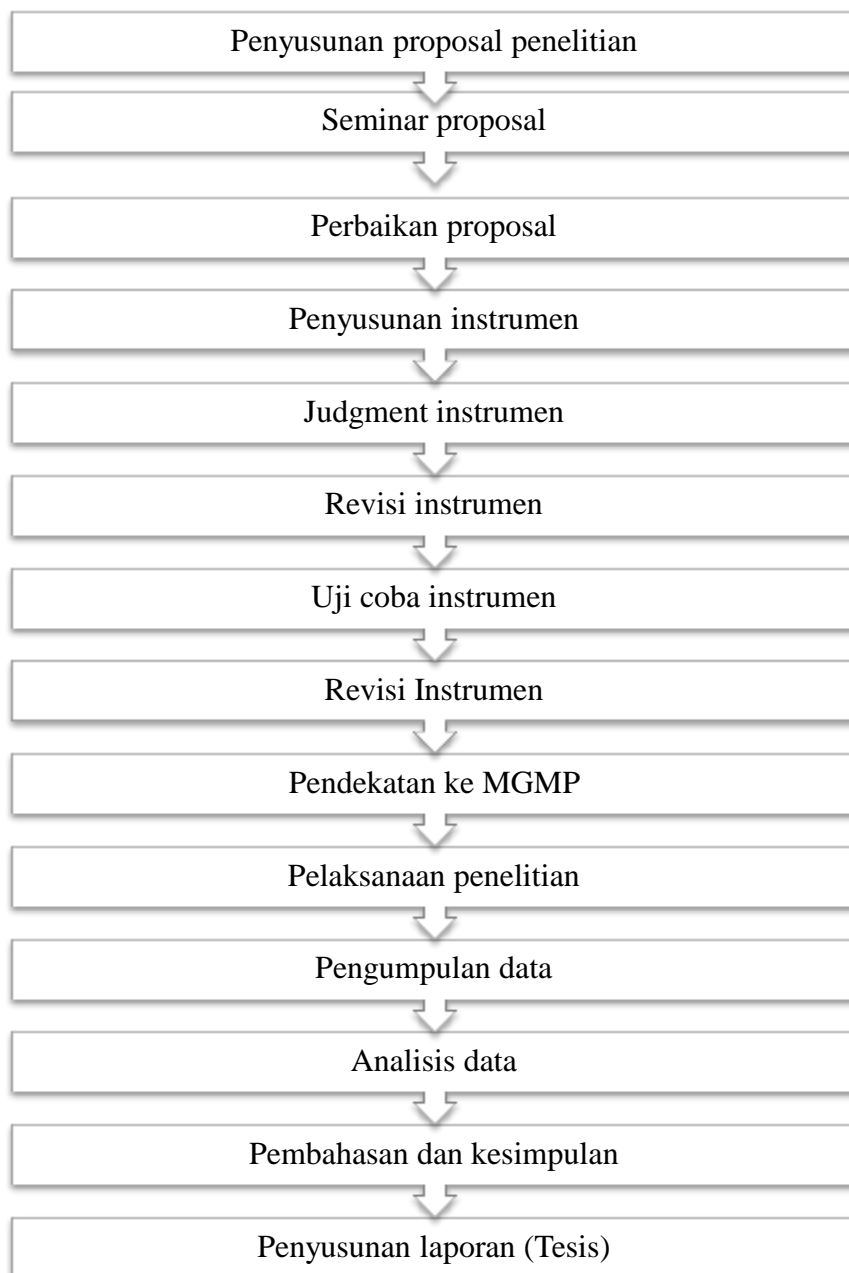 Penyusunan proposal penelitian
Seminar proposal
Perbaikan proposal
Penyusunan instrumen
Judgment instrumen
Revisi instrumen
Uji coba instrumen
Revisi Instrumen
Pendekatan ke MGMP
Pelaksanaan penelitian
Pengumpulan data
Analisis data
Pembahasan dan kesimpulan
Penyusunan laporan (Tesis)